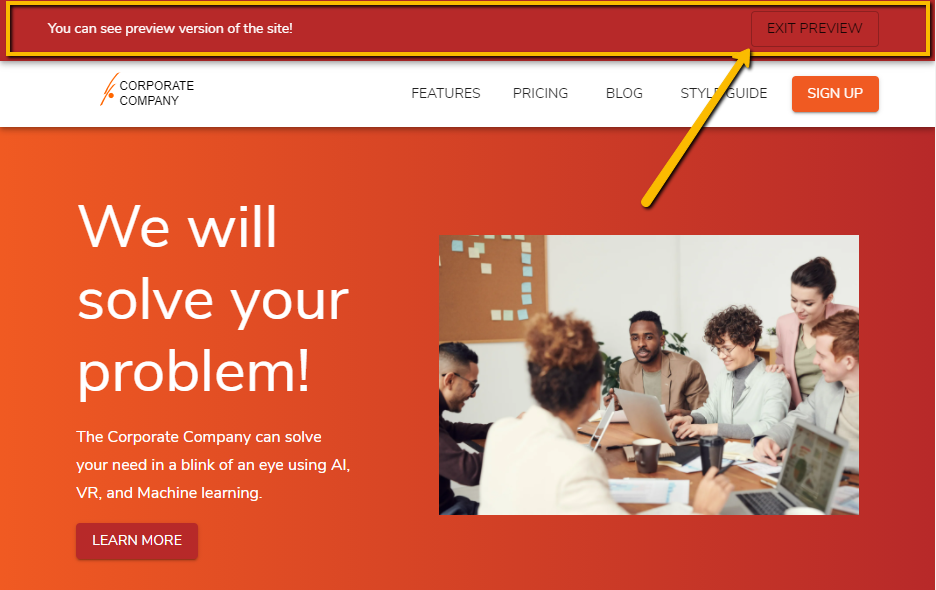 You can see preview version of the site!
EXIT PREVIEW
CORPORATE
COMPANY
FEATURES
PRICING
BLOG
STYLE GUIDE
SIGN UP
We will
solve your
problem!
The Corporate Company can solve
your need in a blink of an eye using AI,
VR, and Machine learning.
LEARN MORE